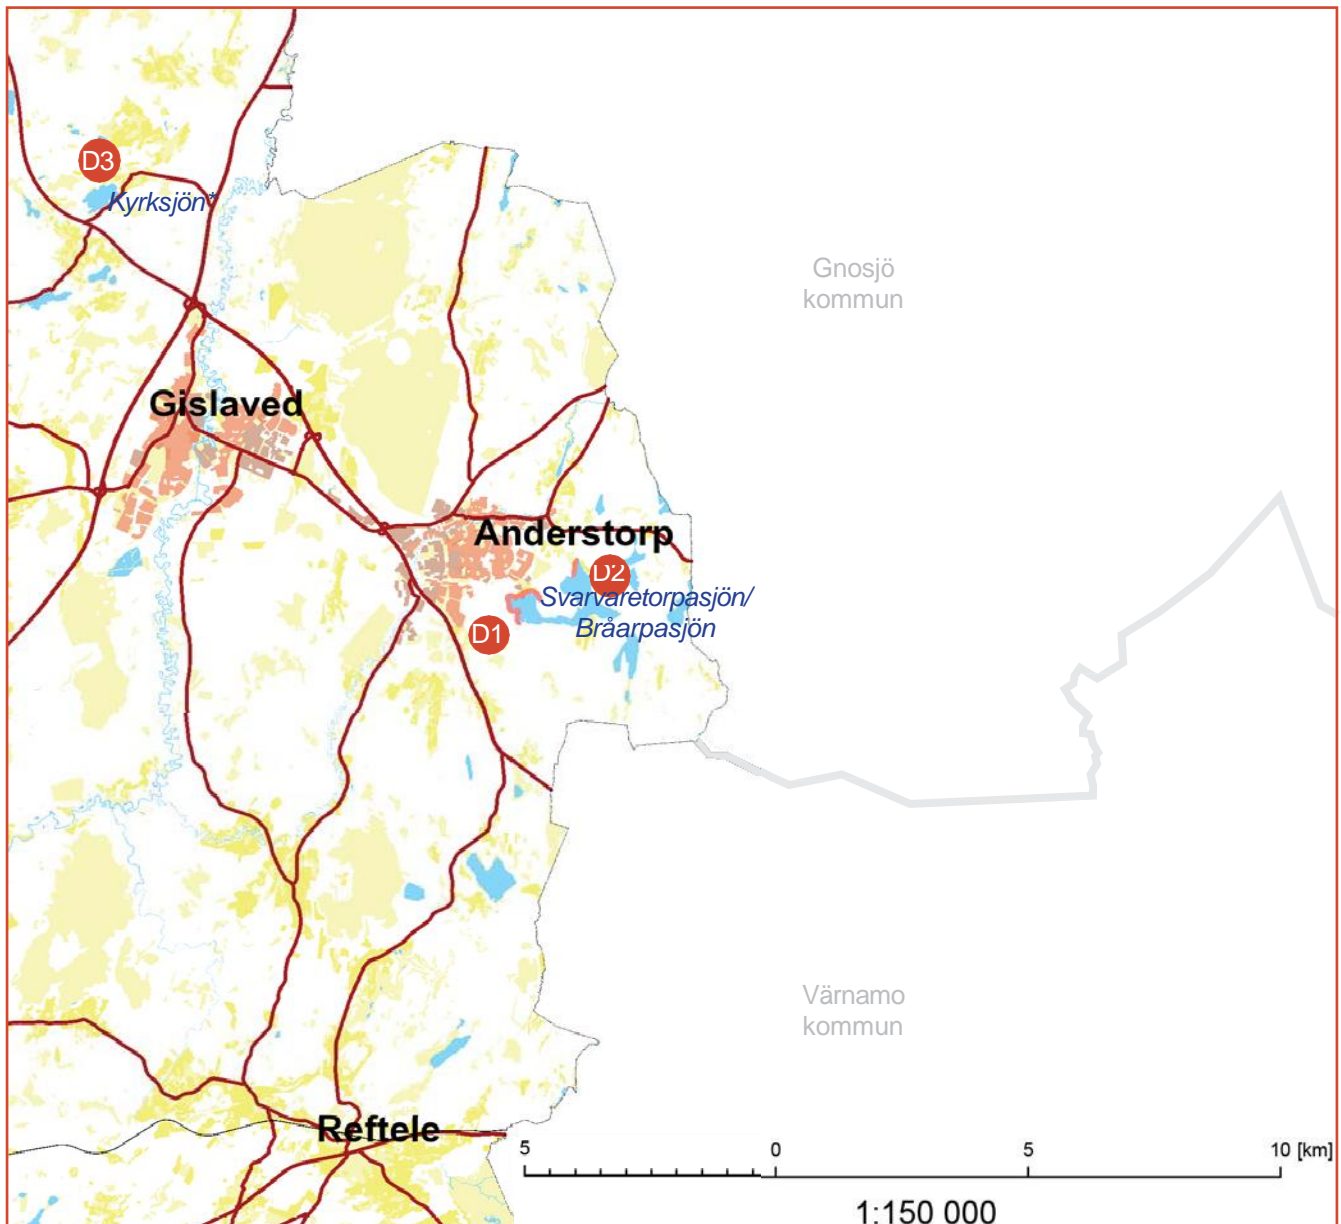 D3
Kyrksjön*
Gnosjö
kommun
Gislaved
Anderstorp
D2
Svarvaretorpasjön/
Bråarpasjön
D1
Värnamo
kommun
Reftele
5 0 5 10 [km]
1:150 000